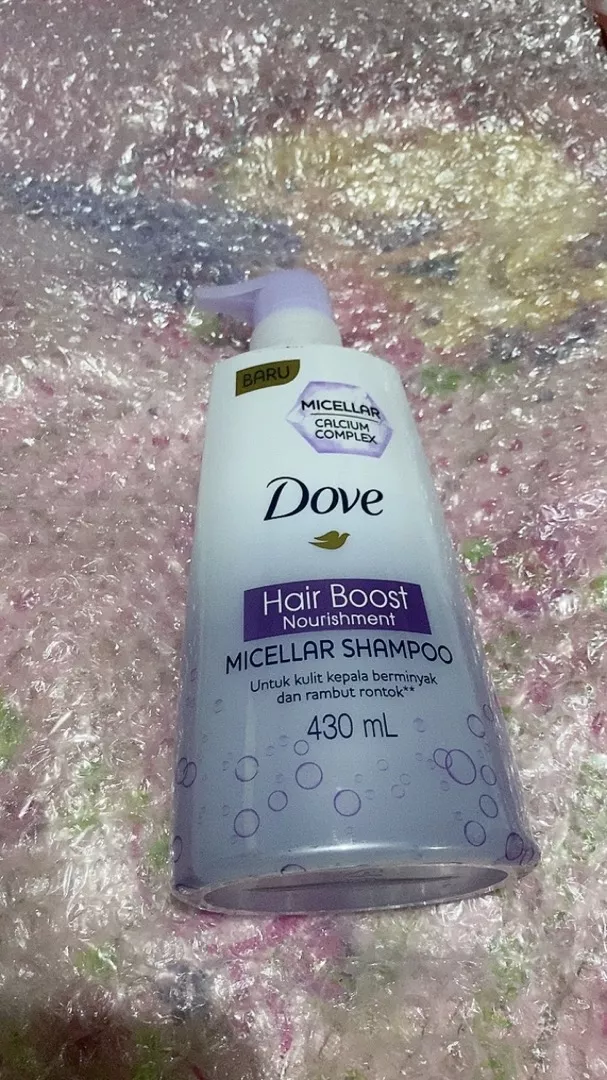 BARU
MICELLAR
CALCIUM
COMPLEX
Dove
Hair Boost
Nourishment
MICELLAR SHAMPOO
Untuk kulit kepala berminyak
dan rambut rontok**
430 mL